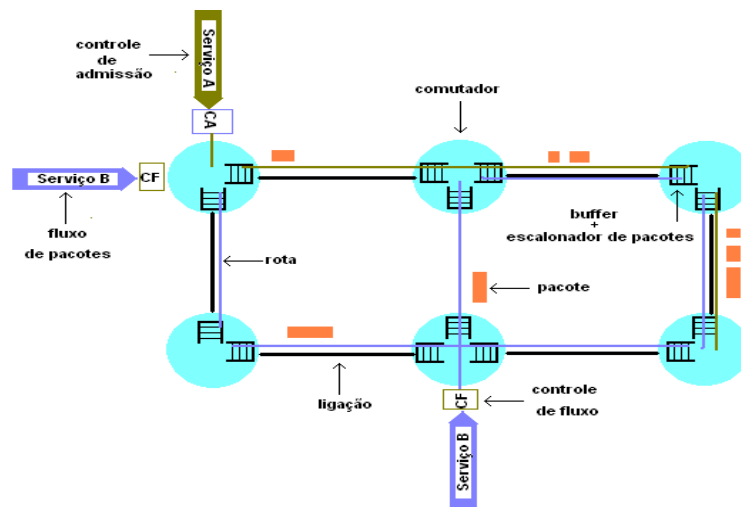 controle
de
admissão
Serviço A
CA
comutador
Serviço B
CF
fluxo
de pacotes
buffer
+
escalonador de pacotes
rota
pacote
ligação
CF
controle
de fluxo
Serviço B